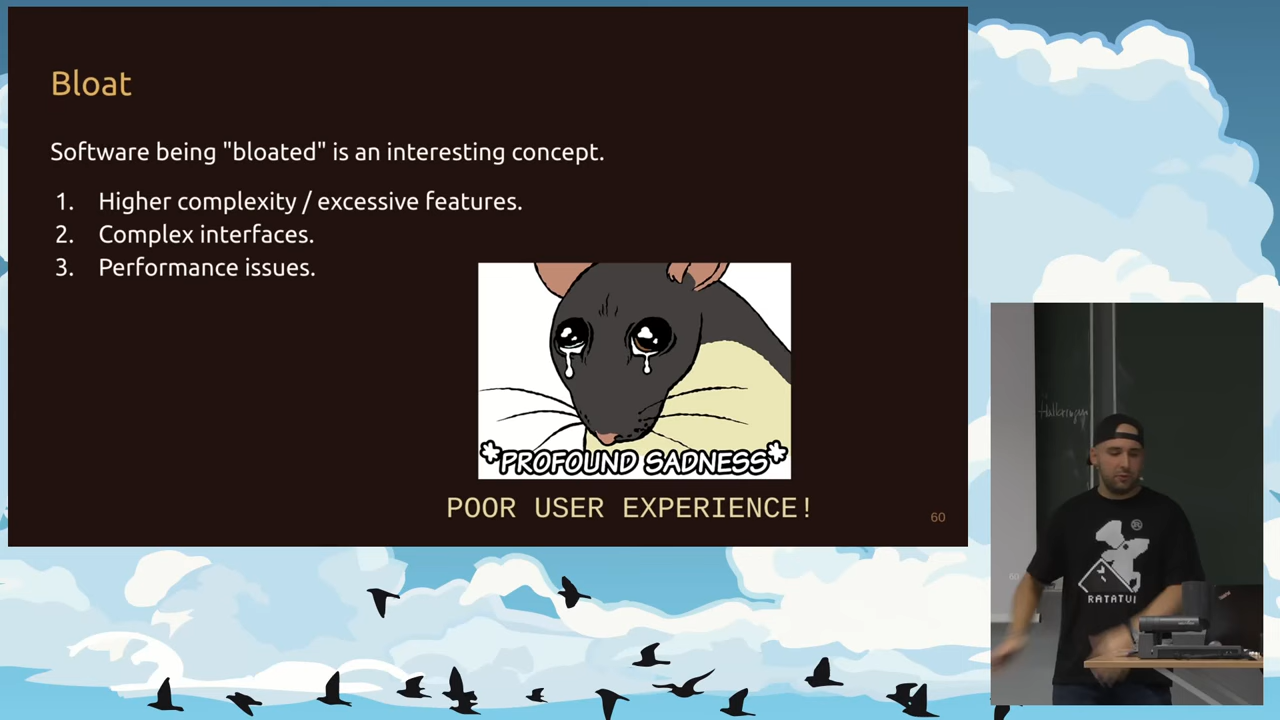 Bloat
Software being "bloated" is an interesting concept.
1. Higher complexity / excessive features.
2. Complex interfaces.
3. Performance issues.
*PROFOUND SADNESS*
POOR USER EXPERIENCE!
60
60
RATATUI